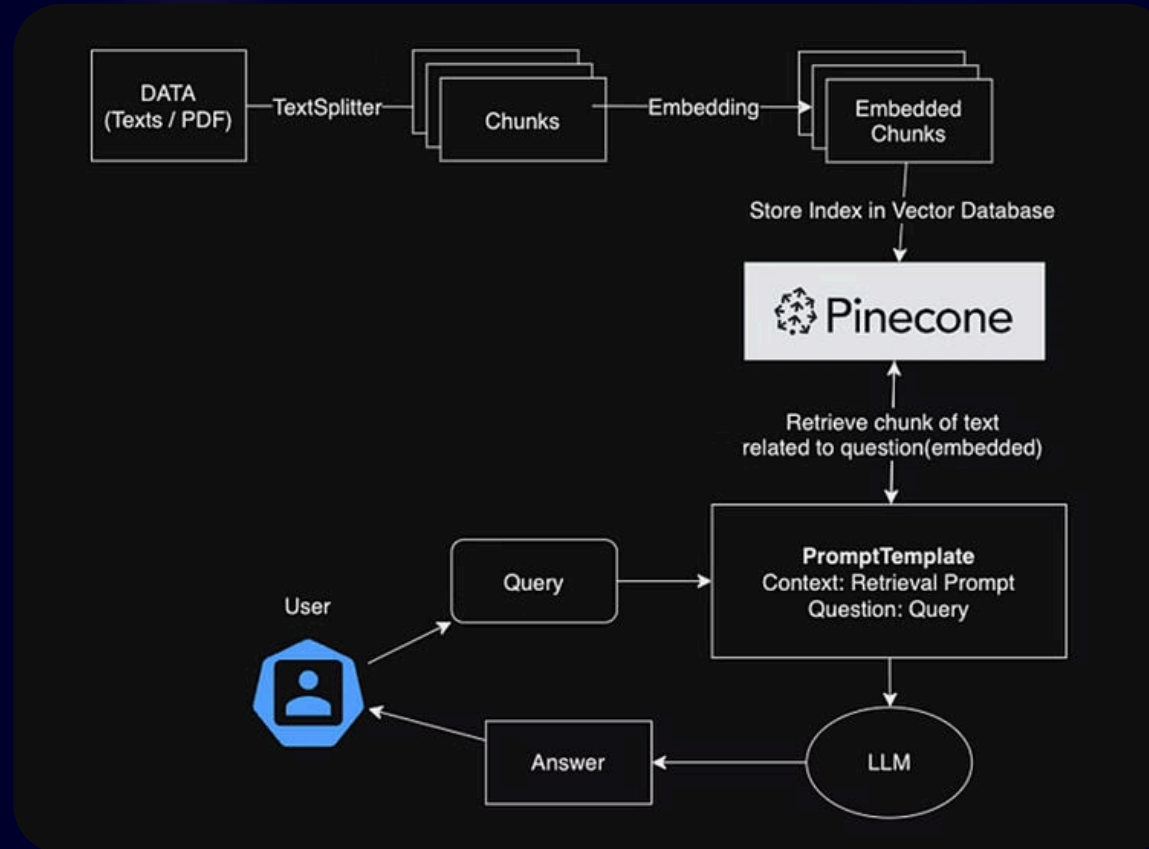 DATA
(Texts / PDF)
TextSplitter
Chunks
Embedding
Embedded
Chunks
Store Index in Vector Database
Pinecone
Retrieve chunk of text
related to question(embedded)
PromptTemplate
Context: Retrieval Prompt
Question: Query
Query
User
Answer
LLM